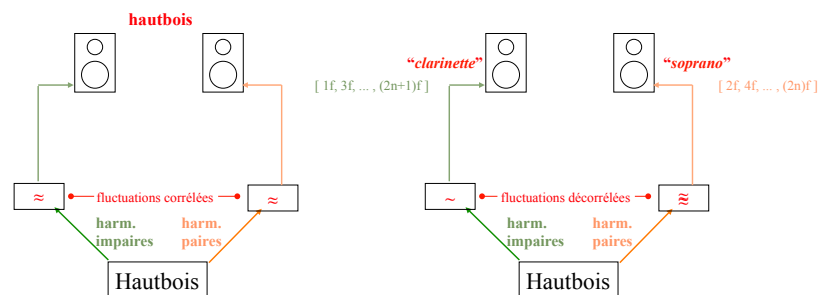 hautbois
≈
fluctuations corrélées
≈
harm.
impaires
harm.
paires
Hautbois
“clarinette”
“soprano”
[ 1f, 3f, ... , (2n+1)f ]
[ 2f, 4f, ... , (2n)f ]
~
fluctuations décorrélées
≈
harm.
impaires
harm.
paires
Hautbois